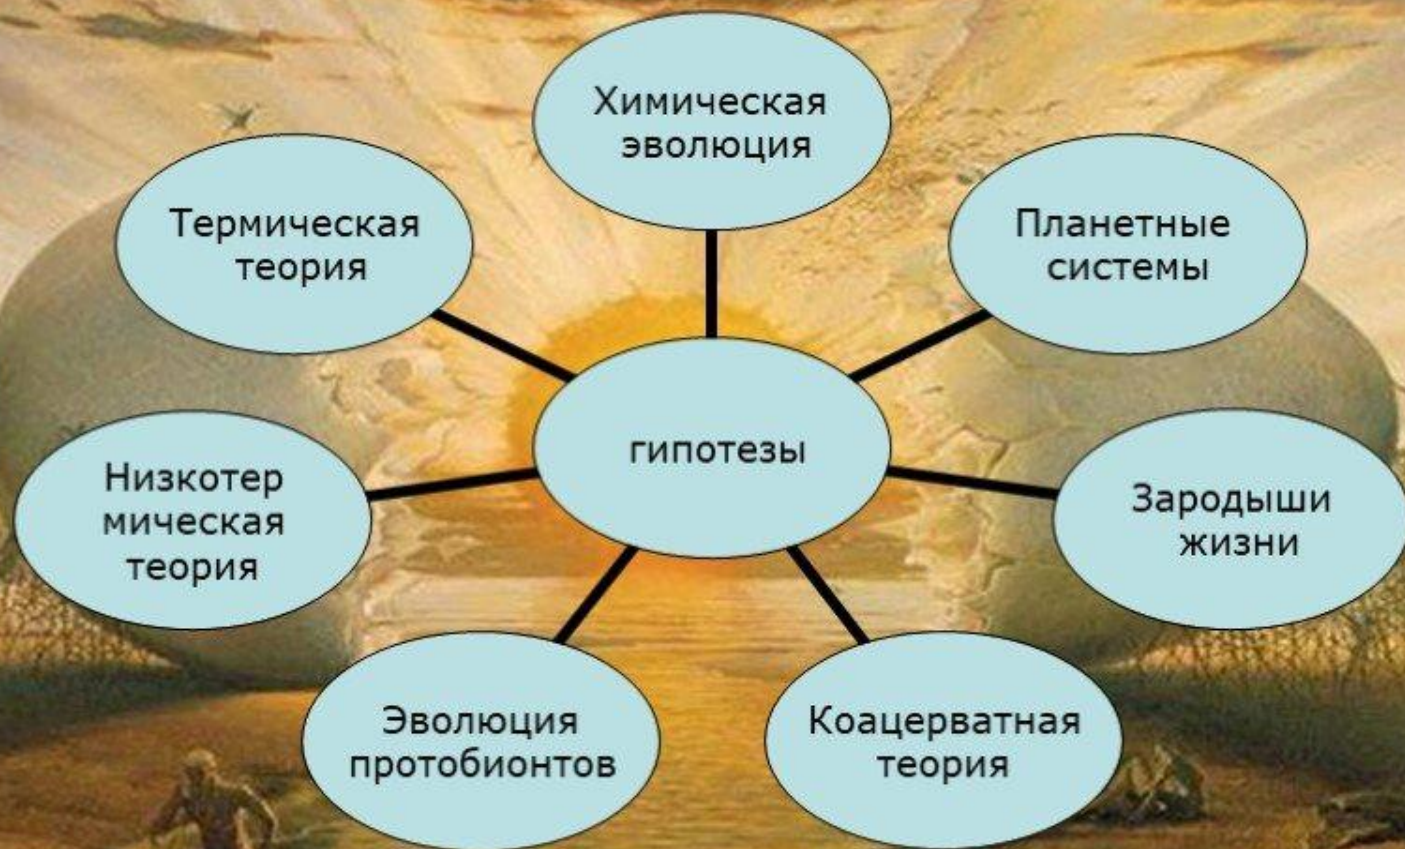 Химическая
эволюция
Термическая
теория
Планетные
системы
гипотезы
Низкотер
мическая
теория
Зародыши
жизни
Эволюция
протобионтов
Коацерватная
теория